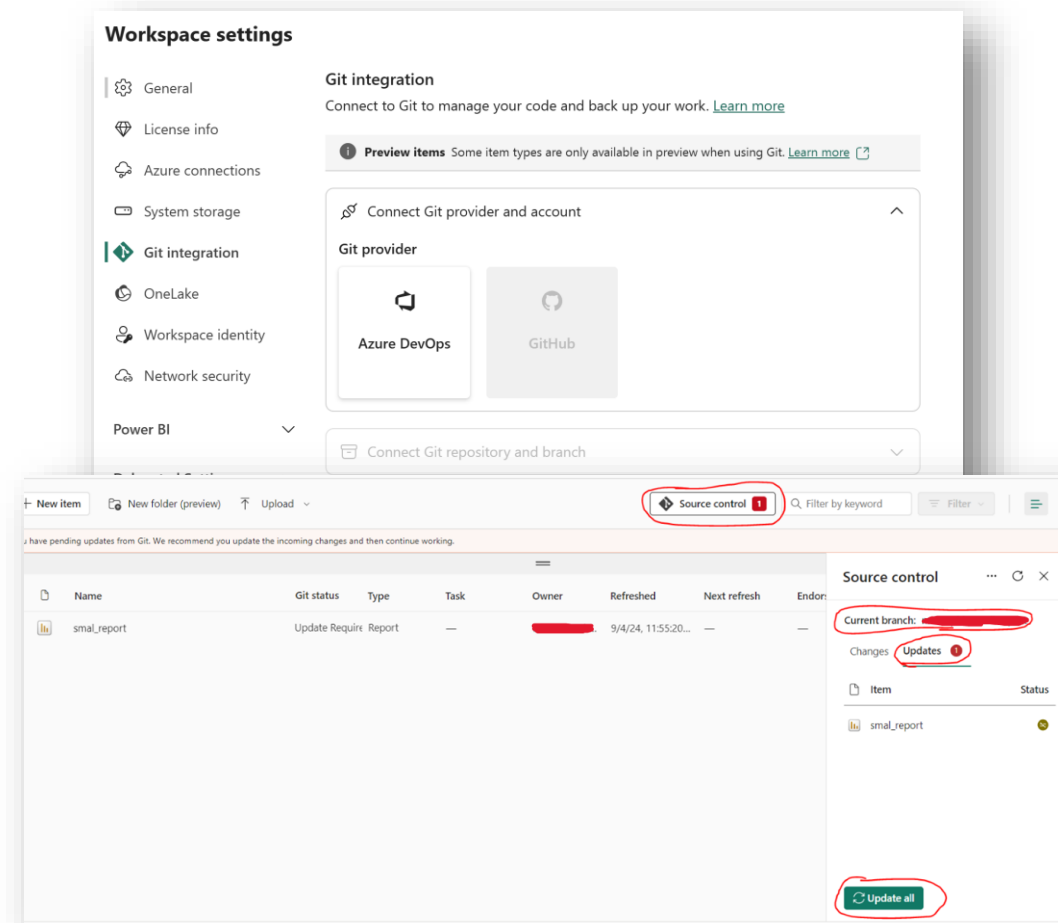 Workspace settings
General
License info
Azure connections
System storage
Git integration
OneLake
Workspace identity
Network security
Power BI
Git integration
Connect to Git to manage your code and back up your work. Learn more
Preview items Some item types are only available in preview when using Git. Learn more
Connect Git provider and account
Git provider
Azure DevOps
GitHub
Connect Git repository and branch
New item
New folder (preview)
Upload
Source control 1
Filter by keyword
Filter
have pending updates from Git. We recommend you update the incoming changes and then continue working.
Name Git status Type Task Owner Refreshed Next refresh Endor
smal_report Update Require Report — 9/4/24, 11:55:20... — —
Source control ...
Current branch:
Changes Updates 1
Item Status
smal_report
Update all